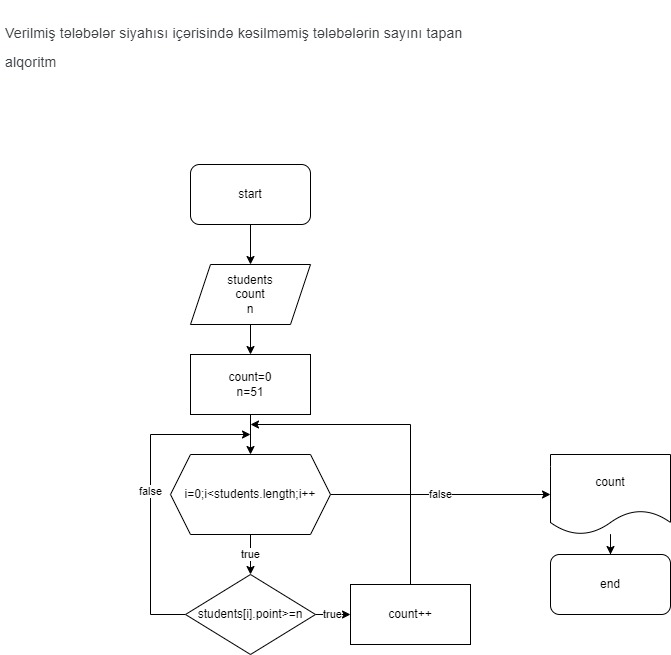 Verilmiş tələbələr siyahısı içərisində kəsilməmiş tələbələrin sayını tapan
alqoritm
start
students
count
n
count=0
n=51
i=0;i<students.length;i++
false
false
count
true
end
students[i].point>=n
true
count++